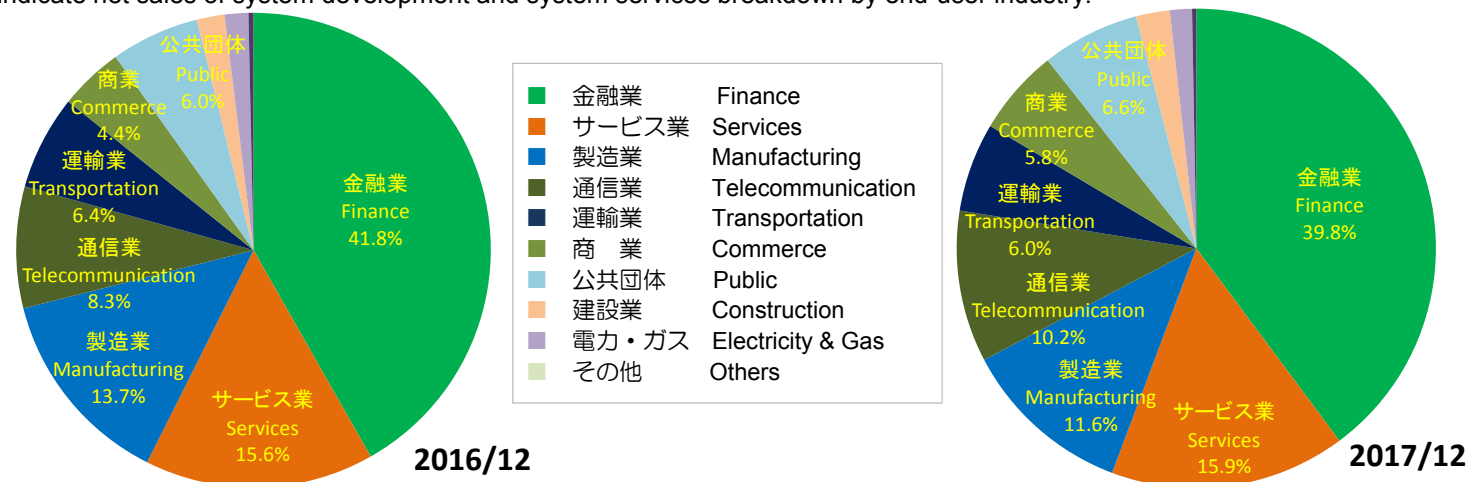 indicate net sales of system development and system services breakdown by end-user industry.
公共団体
Public
6.0%
商業
Commerce
4.4%
運輸業
Transportation
6.4%
通信業
Telecommunication
8.3%
製造業
Manufacturing
13.7%
サービス業
Services
15.6%
金融業
Finance
41.8%
2016/12
金融業 Finance
サービス業 Services
製造業 Manufacturing
通信業 Telecommunication
運輸業 Transportation
商　業 Commerce
公共団体 Public
建設業 Construction
電力・ガス Electricity & Gas
その他 Others
公共団体
Public
6.6%
商業
Commerce
5.8%
運輸業
Transportation
6.0%
通信業
Telecommunication
10.2%
製造業
Manufacturing
11.6%
サービス業
Services
15.9%
金融業
Finance
39.8%
2017/12